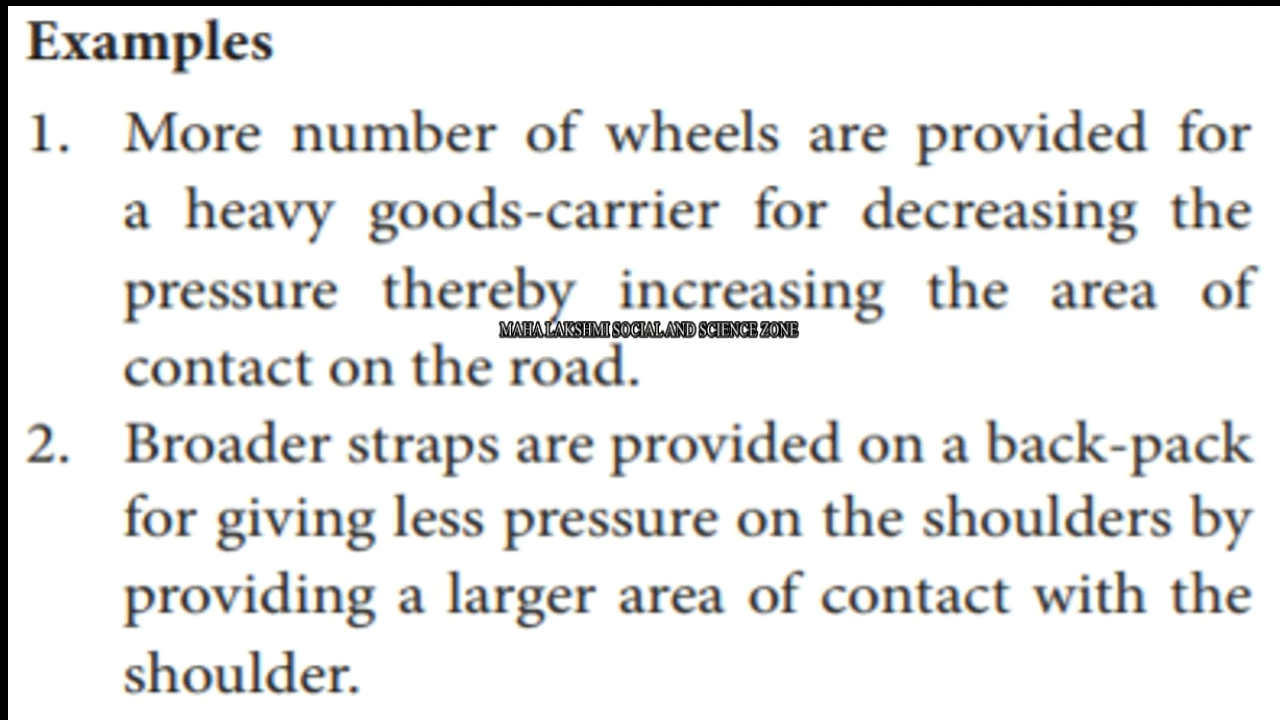 Examples
1. More number of wheels are provided for
a heavy goods-carrier for decreasing the
pressure thereby increasing the area of
MAHA LAKSHMI SOCIAL AND SCIENCE ZONE
contact on the road.
2. Broader straps are provided on a back-pack
for giving less pressure on the shoulders by
providing a larger area of contact with the
shoulder.